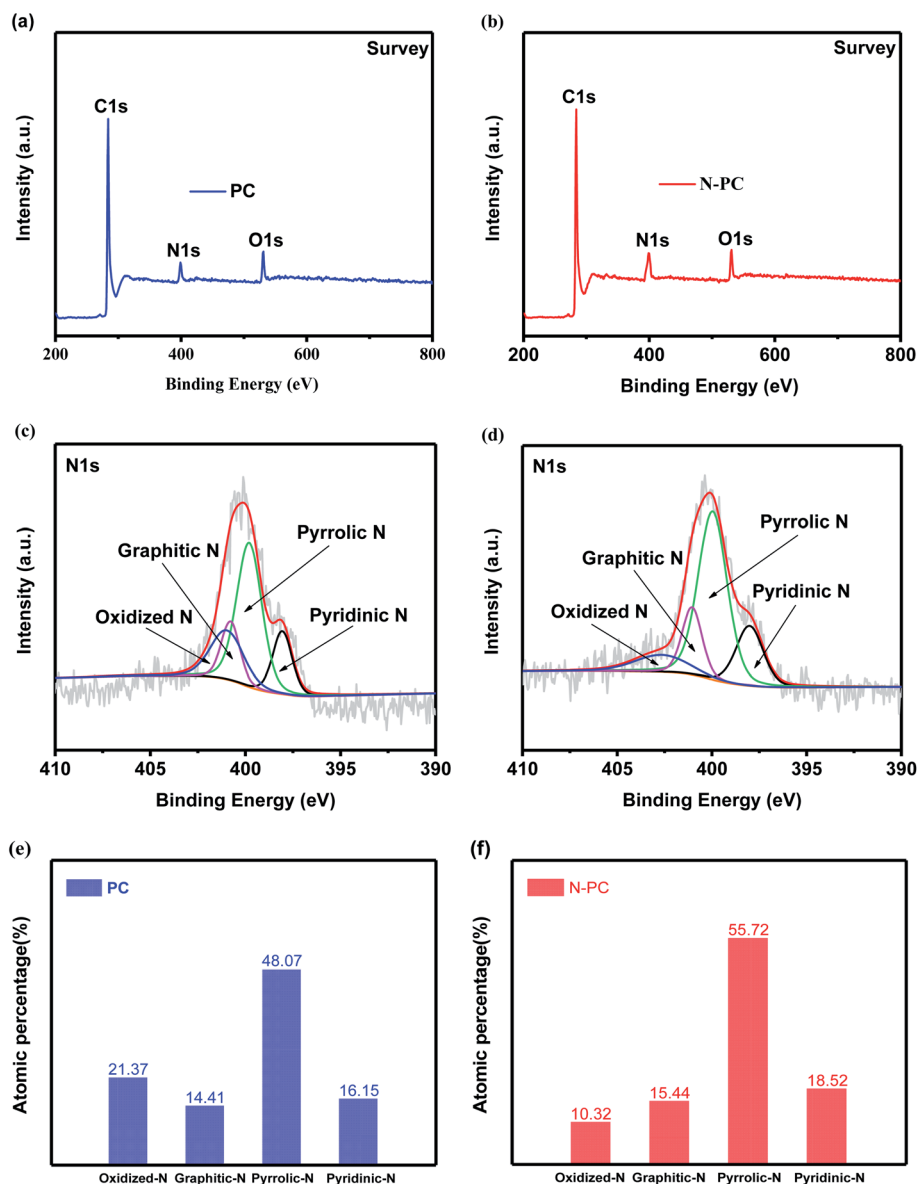 (a)
Survey
C1s
PC
N1s
O1s
Intensity (a.u.)
200 400 600 800
Binding Energy (eV)
(b)
Survey
C1s
N-PC
N1s
O1s
Intensity (a.u.)
200 400 600 800
Binding Energy (eV)
(c)
N1s
Graphitic N
Pyrrolic N
Oxidized N
Pyridinic N
Intensity (a.u.)
410 405 400 395 390
Binding Energy (eV)
(d)
N1s
Pyrrolic N
Graphitic N
Oxidized N
Pyridinic N
Intensity (a.u.)
410 405 400 395 390
Binding Energy (eV)
(e)
PC
Atomic percentage(%)
21.37 14.41 48.07 16.15
Oxidized-N Graphitic-N Pyrrolic-N Pyridinic-N
(f)
N-PC
Atomic percentage(%)
10.32 15.44 55.72 18.52
Oxidized-N Graphitic-N Pyrrolic-N Pyridinic-N